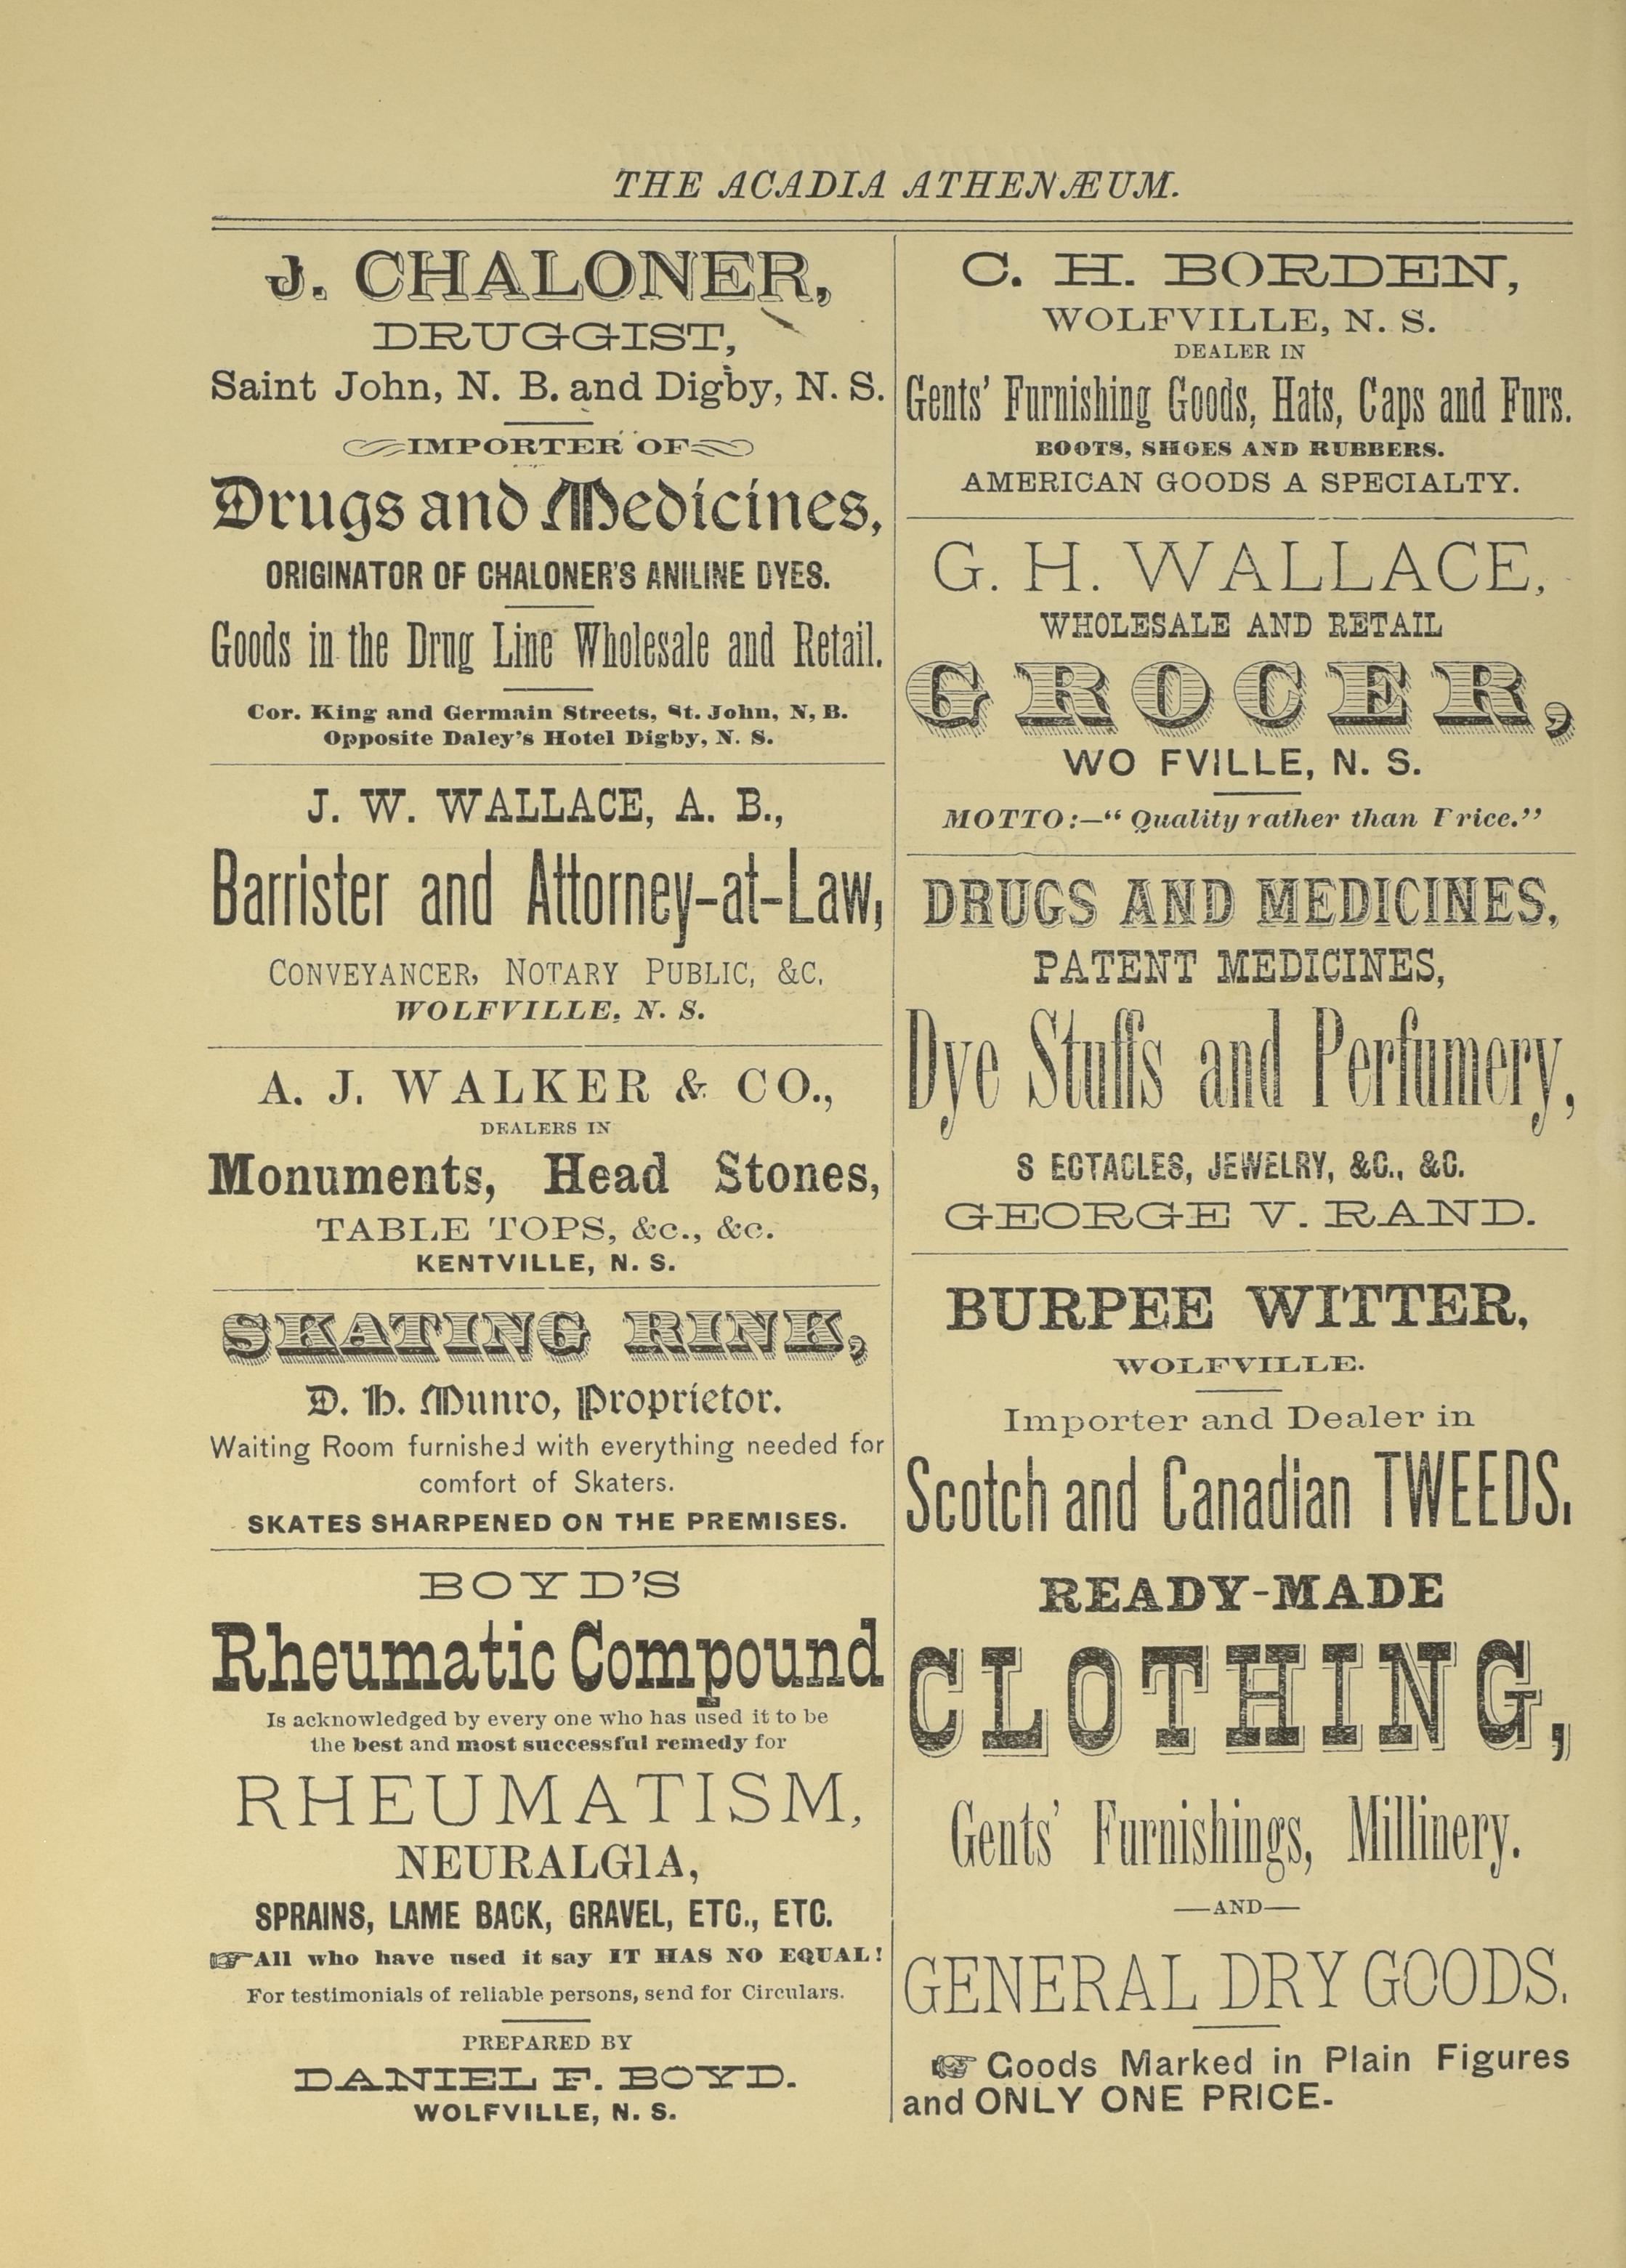 THE ACADIA ATHENÆUM.
J. CHALONER,
DRUGGIST,
Saint John, N. B. and Digby, N. S.
IMPORTER OF
Drugs and Medicines,
ORIGINATOR OF CHALONER'S ANILINE DYES.
Goods in the Drug Line Wholesale and Retail.
Cor. King and Germain Streets, St. John, N, B.
Opposite Daley's Hotel Digby, N. S.
J. W. WALLACE, A. B.,
Barrister and Attorney-at-Law,
CONVEYANCER, NOTARY PUBLIC, &C,
WOLFVILLE, N. S.
A. J. WALKER & CO.,
DEALERS IN
Monuments, Head Stones,
TABLE TOPS, &c., &c.
KENTVILLE, N. S.
SKATING RINK,
D. H. Munro, Proprietor.
Waiting Room furnished with everything needed for
comfort of Skaters.
SKATES SHARPENED ON THE PREMISES.
BOYD'S
Rheumatic Compound
Is acknowledged by every one who has used it to be
the best and most successful remedy for
RHEUMATISM,
NEURALG1A,
SPRAINS, LAME BACK, GRAVEL, ETC., ETC.
☞All who have used it say IT HAS NO EQUAL!
For testimonials of reliable persons, send for Circulars.
PREPARED BY
DANIEL F. BOYD.
WOLFVILLE, N. S.
C. H. BORDEN,
WOLFVILLE, N. S.
DEALER IN
Gents' Furnishing Goods, Hats, Caps and Furs.
BOOTS, SHOES AND RUBBERS.
AMERICAN GOODS A SPECIALTY.
G. H. WALLACE,
WHOLESALE AND RETAIL
GROCER,
WO FVILLE, N. S.
MOTTO:—"Quality rather than Price."
DRUGS AND MEDICINES,
PATENT MEDICINES,
Dye Stuffs and Perfumery,
S ECTACLES, JEWELRY, &C., &C.
GEORGE V. RAND.
BURPEE WITTER,
WOLFVILLE.
Importer and Dealer in
Scotch and Canadian TWEEDS,
READY-MADE
CLOTHING,
Gents' Furnishings, Millinery.
—AND—
GENERAL DRY GOODS.
☞ Goods Marked in Plain Figures
and ONLY ONE PRICE-